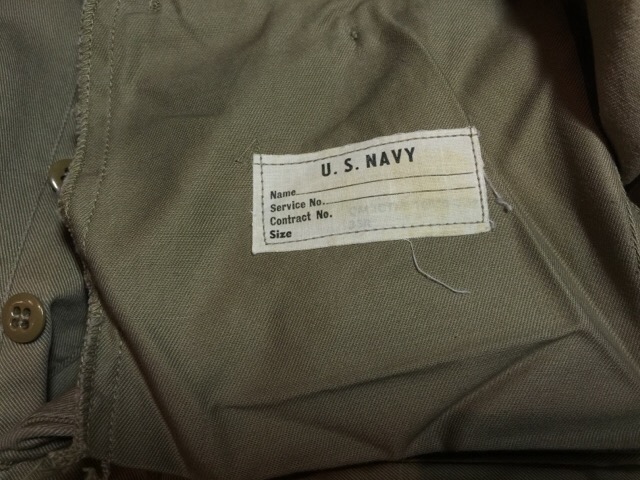 U. S. NAVY
Name
Service No.
Contract No.
Size